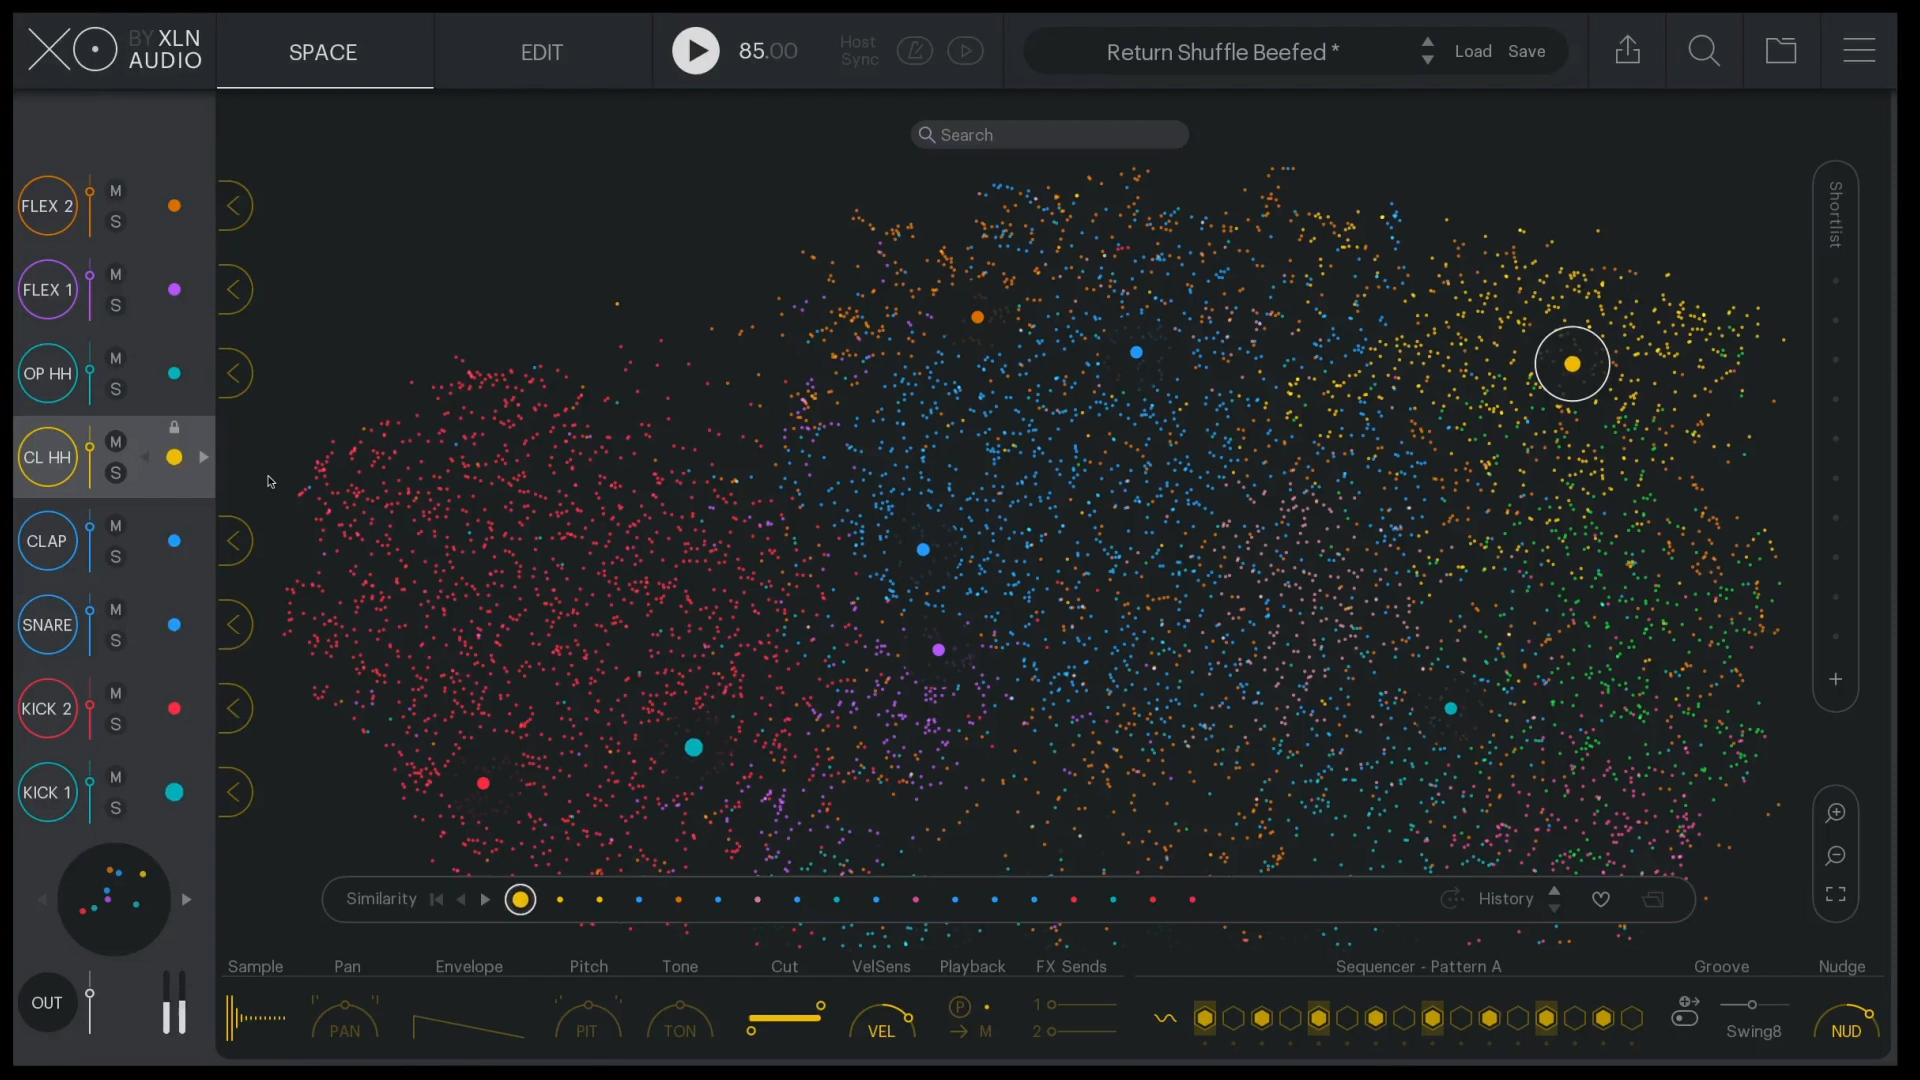 XO BY XLN AUDIO
SPACE
EDIT
85.00
Host Sync
Return Shuffle Beefed *
Load
Save
Search
FLEX 2
M
S
FLEX 1
M
S
OP HH
M
S
CL HH
M
S
CLAP
M
S
SNARE
M
S
KICK 2
M
S
KICK 1
M
S
OUT
Shortlist
+
Similarity
History
Sample
Pan
Envelope
Pitch
Tone
Cut
VelSens
Playback
FX Sends
Sequencer - Pattern A
Groove
Nudge
PAN
PIT
TON
VEL
P
M
1
2
Swing8
NUD